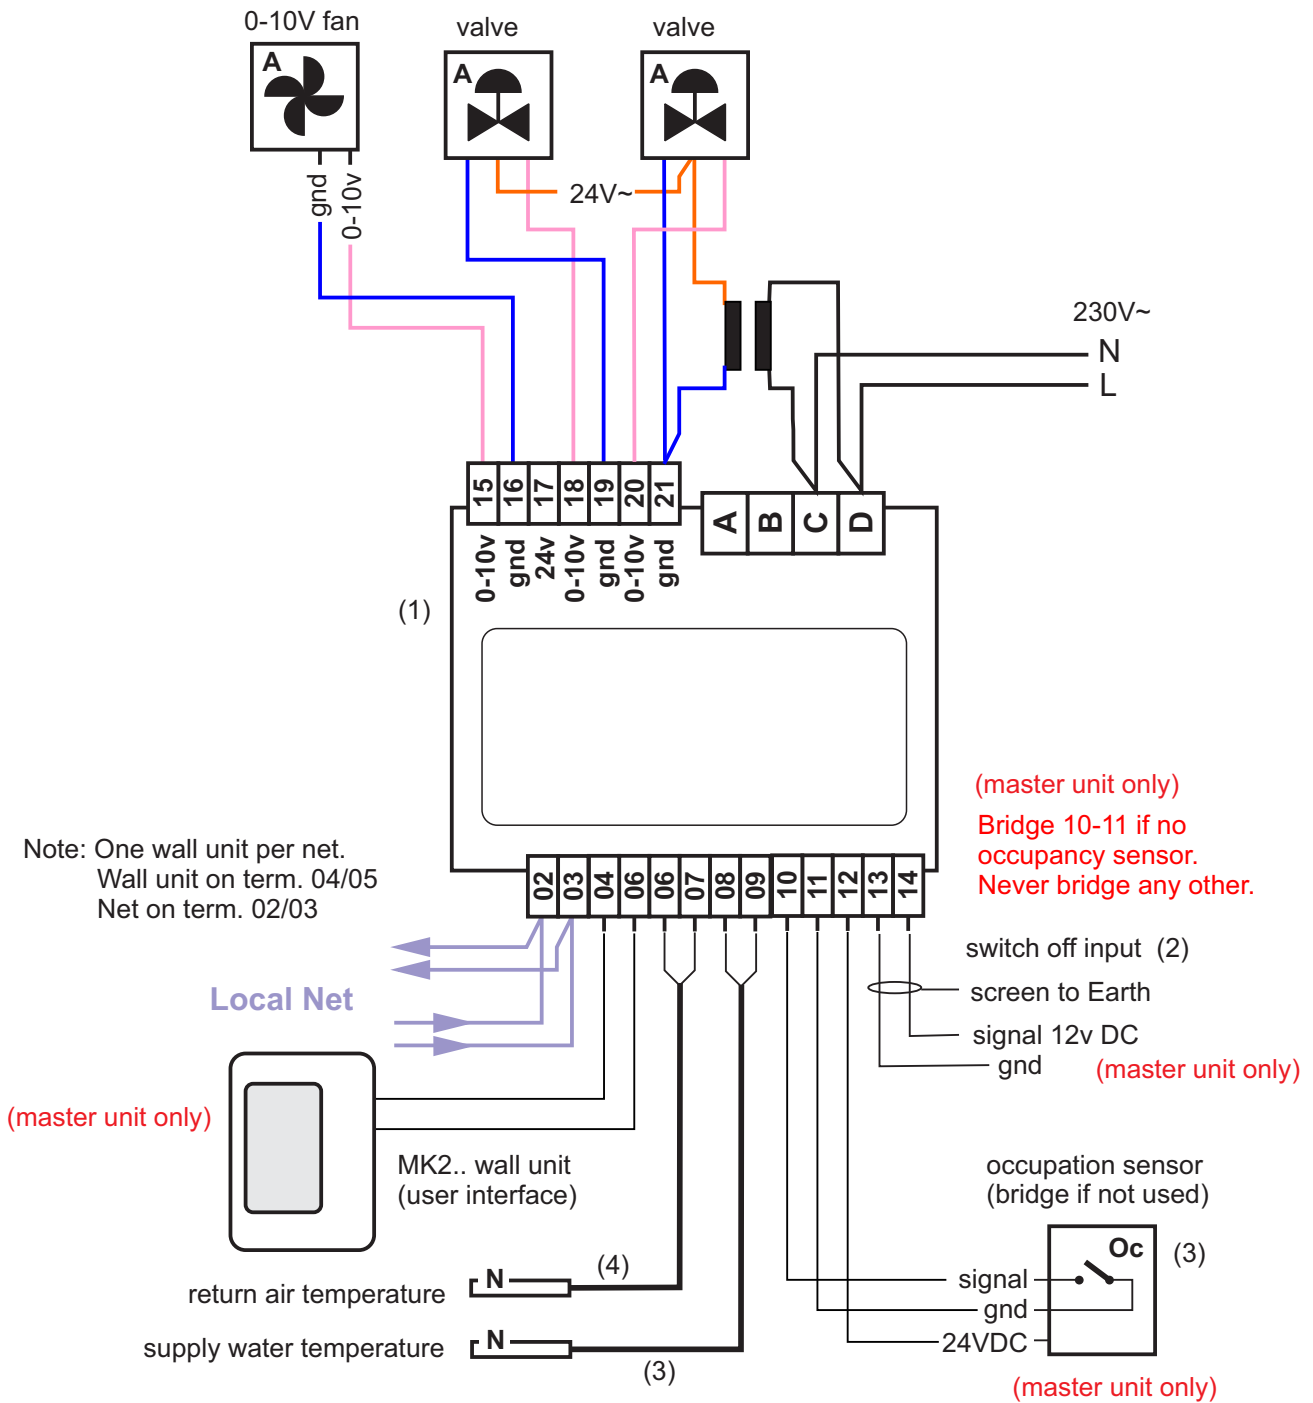 0-10V fan
valve
valve
A
A
A
gnd
0-10v
24V~
230V~
N
L
15
16
17
18
19
20
21
A
B
C
D
0-10v
gnd
24v
0-10v
gnd
0-10v
gnd
(1)
(master unit only)
Bridge 10-11 if no
occupancy sensor.
Never bridge any other.
Note: One wall unit per net.
Wall unit on term. 04/05
Net on term. 02/03
02
03
04
06
06
07
08
09
10
11
12
13
14
switch off input (2)
screen to Earth
signal 12v DC
gnd
(master unit only)
Local Net
(master unit only)
MK2.. wall unit
(user interface)
occupation sensor
(bridge if not used)
Oc
(3)
signal
gnd
24VDC
(master unit only)
return air temperature
N
(4)
supply water temperature
N
(3)